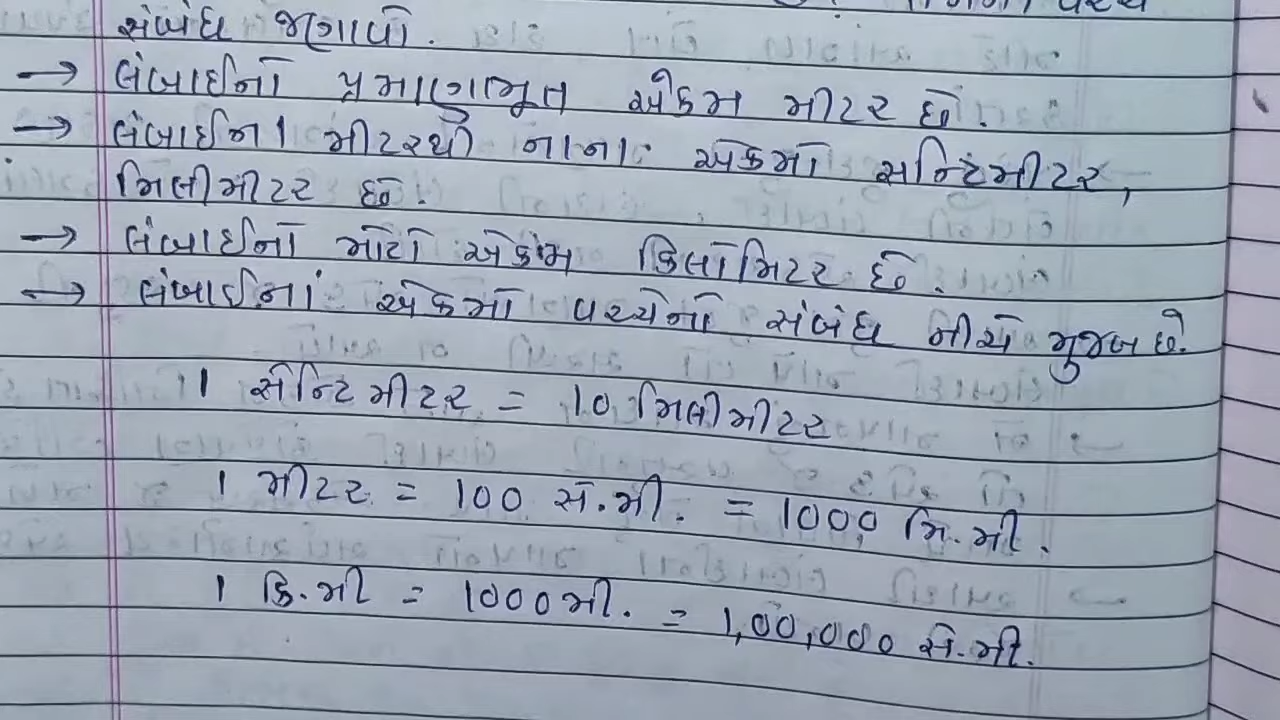 સંબંધ જણાવો.
→ લંબાઈનો પ્રમાણભૂત એકમ મીટર છે.
→ લંબાઈના મીટરથી નાના એકમો સેન્ટિમીટર,
મિલીમીટર છે.
→ લંબાઈનો મોટો એકમ કિલોમિટર છે.
→ લંબાઈનાં એકમો વચ્ચેનો સંબંધ નીચે મુજબ છે.
1 સેન્ટિમીટર = 10 મિલીમીટર
1 મીટર = 100 સે.મી. = 1000 મિ.મી.
1 કિ.મી = 1000મી. = 1,00,000 સે.મી.